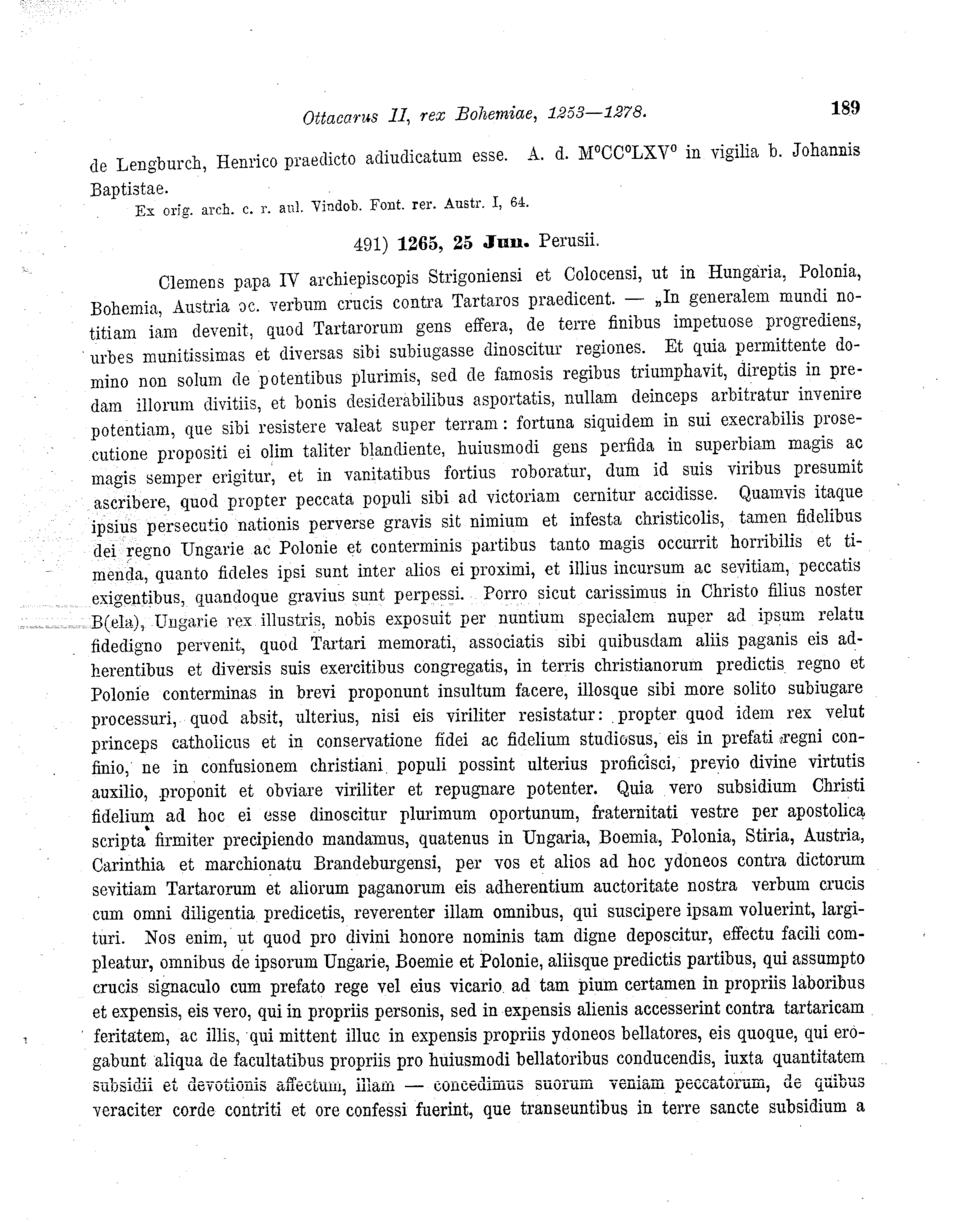 Ottacarus II, rex Bohemiae, 1253—1278. 189
de Lengburch, Henrico praedicto adiudicatum esse. A. d. M⁰CC⁰LXV⁰ in vigilia b. Johannis
Baptistae.
Ex orig. arch. c. r. aul. Vindob. Font. rer. Austr. I, 64.
491) 1265, 25 Jun. Perusii.
Clemens papa IV archiepiscopis Strigoniensi et Colocensi, ut in Hungaria, Polonia,
Bohemia, Austria oc. verbum crucis contra Tartaros praedicent. — „In generalem mundi no-
titiam iam devenit, quod Tartarorum gens effera, de terre finibus impetuose progrediens,
urbes munitissimas et diversas sibi subiugasse dinoscitur regiones. Et quia permittente do-
mino non solum de potentibus plurimis, sed de famosis regibus triumphavit, direptis in pre-
dam illorum divitiis, et bonis desiderabilibus asportatis, nullam deinceps arbitratur invenire
potentiam, que sibi resistere valeat super terram: fortuna siquidem in sui execrabilis prose-
cutione propositi ei olim taliter blandiente, huiusmodi gens perfida in superbiam magis ac
magis semper erigitur, et in vanitatibus fortius roboratur, dum id suis viribus presumit
ascribere, quod propter peccata populi sibi ad victoriam cernitur accidisse. Quamvis itaque
ipsius persecutio nationis perverse gravis sit nimium et infesta christicolis, tamen fidelibus
dei regno Ungarie ac Polonie et conterminis partibus tanto magis occurrit horribilis et ti-
menda, quanto fideles ipsi sunt inter alios ei proximi, et illius incursum ac sevitiam, peccatis
exigentibus, quandoque gravius sunt perpessi. Porro sicut carissimus in Christo filius noster
B(ela), Ungarie rex illustris, nobis exposuit per nuntium specialem nuper ad ipsum relatu
fidedigno pervenit, quod Tartari memorati, associatis sibi quibusdam aliis paganis eis ad-
herentibus et diversis suis exercitibus congregatis, in terris christianorum predictis regno et
Polonie conterminas in brevi proponunt insultum facere, illosque sibi more solito subiugare
processuri, quod absit, ulterius, nisi eis viriliter resistatur: propter quod idem rex velut
princeps catholicus et in conservatione fidei ac fidelium studiosus, eis in prefati regni con-
finio, ne in confusionem christiani populi possint ulterius proficisci, previo divine virtutis
auxilio, proponit et obviare viriliter et repugnare potenter. Quia vero subsidium Christi
fidelium ad hoc ei esse dinoscitur plurimum oportunum, fraternitati vestre per apostolica
scripta firmiter precipiendo mandamus, quatenus in Ungaria, Boemia, Polonia, Stiria, Austria,
Carinthia et marchionatu Brandeburgensi, per vos et alios ad hoc ydoneos contra dictorum
sevitiam Tartarorum et aliorum paganorum eis adherentium auctoritate nostra verbum crucis
cum omni diligentia predicetis, reverenter illam omnibus, qui suscipere ipsam voluerint, largi-
turi. Nos enim, ut quod pro divini honore nominis tam digne deposcitur, effectu facili com-
pleatur, omnibus de ipsorum Ungarie, Boemie et Polonie, aliisque predictis partibus, qui assumpto
crucis signaculo cum prefato rege vel eius vicario ad tam pium certamen in propriis laboribus
et expensis, eis vero, qui in propriis personis, sed in expensis alienis accesserint contra tartaricam
feritatem, ac illis, qui mittent illuc in expensis propriis ydoneos bellatores, eis quoque, qui ero-
gabunt aliqua de facultatibus propriis pro huiusmodi bellatoribus conducendis, iuxta quantitatem
subsidii et devotionis affectum, illam — concedimus suorum veniam peccatorum, de quibus
veraciter corde contriti et ore confessi fuerint, que transeuntibus in terre sancte subsidium a